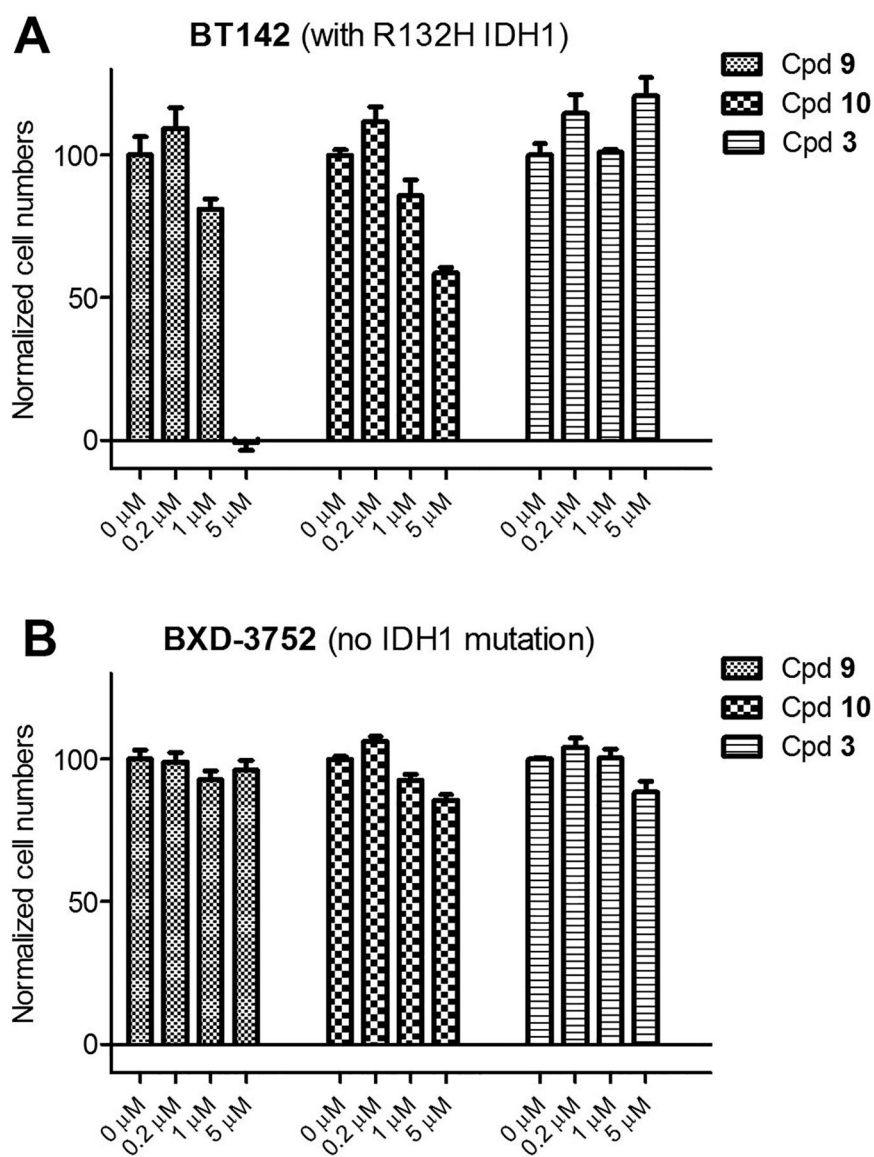 A
BT142 (with R132H IDH1)
Cpd 9
Cpd 10
Cpd 3
Normalized cell numbers
100
50
0
0 μM
0.2 μM
1 μM
5 μM
0 μM
0.2 μM
1 μM
5 μM
0 μM
0.2 μM
1 μM
5 μM
B
BXD-3752 (no IDH1 mutation)
Cpd 9
Cpd 10
Cpd 3
Normalized cell numbers
100
50
0
0 μM
0.2 μM
1 μM
5 μM
0 μM
0.2 μM
1 μM
5 μM
0 μM
0.2 μM
1 μM
5 μM